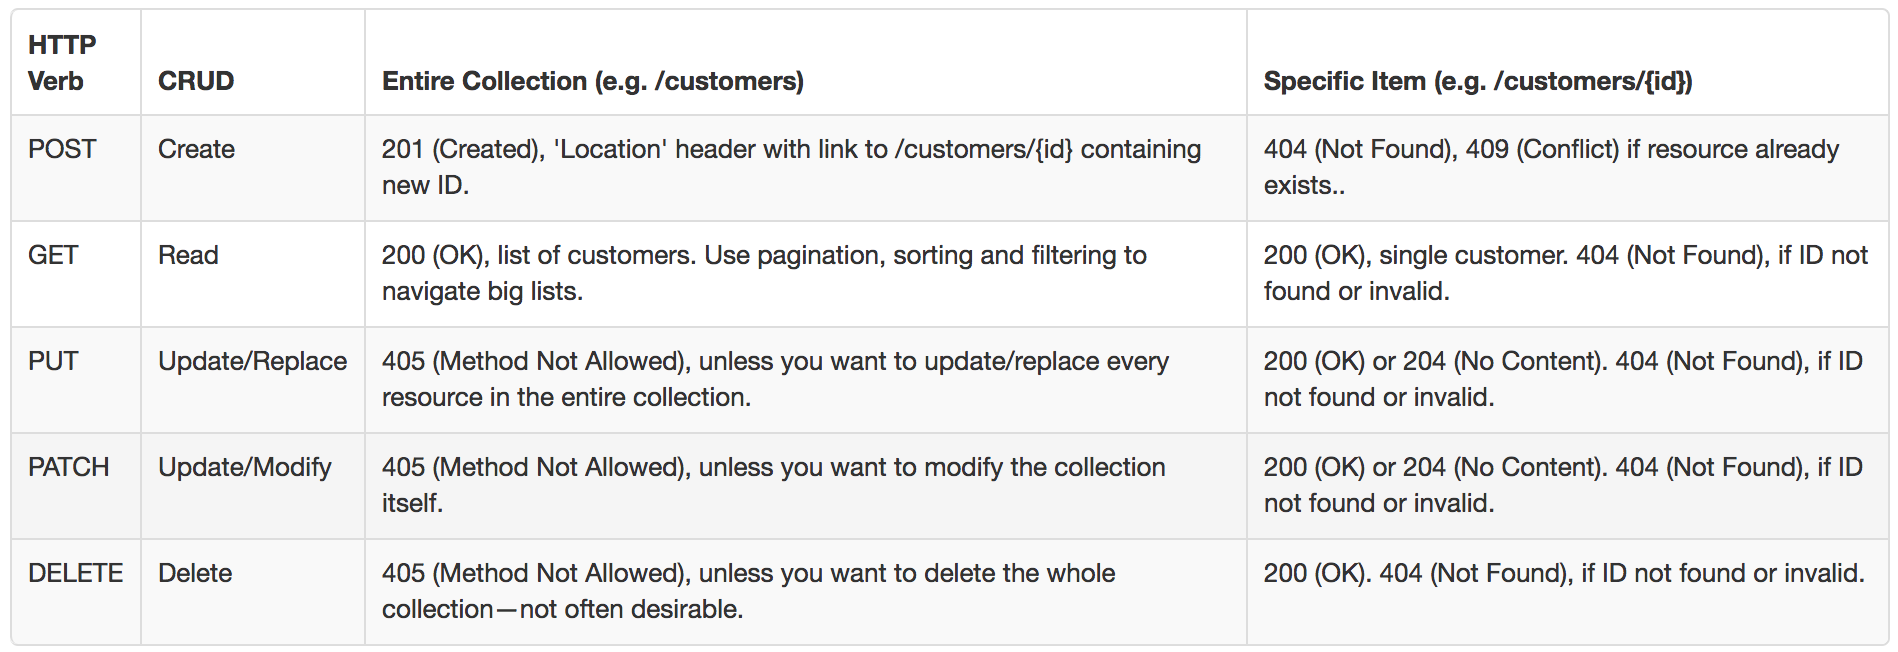 HTTP
Verb
CRUD
Entire Collection (e.g. /customers)
Specific Item (e.g. /customers/{id})
POST
Create
201 (Created), 'Location' header with link to /customers/{id} containing
new ID.
404 (Not Found), 409 (Conflict) if resource already
exists..
GET
Read
200 (OK), list of customers. Use pagination, sorting and filtering to
navigate big lists.
200 (OK), single customer. 404 (Not Found), if ID not
found or invalid.
PUT
Update/Replace
405 (Method Not Allowed), unless you want to update/replace every
resource in the entire collection.
200 (OK) or 204 (No Content). 404 (Not Found), if ID
not found or invalid.
PATCH
Update/Modify
405 (Method Not Allowed), unless you want to modify the collection
itself.
200 (OK) or 204 (No Content). 404 (Not Found), if ID
not found or invalid.
DELETE
Delete
405 (Method Not Allowed), unless you want to delete the whole
collection—not often desirable.
200 (OK). 404 (Not Found), if ID not found or invalid.